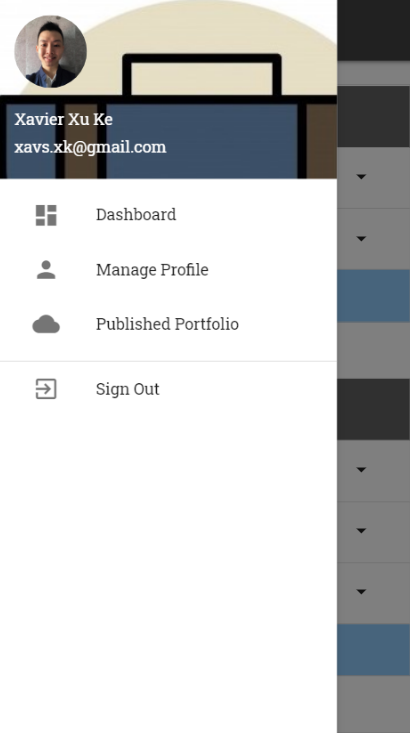 Xavier Xu Ke
xavs.xk@gmail.com
Dashboard
Manage Profile
Published Portfolio
Sign Out